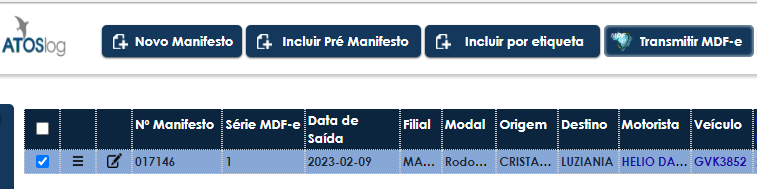 ATOSlog
Novo Manifesto
Incluir Pré Manifesto
Incluir por etiqueta
Transmitir MDF-e
Nº Manifesto Série MDF-e Data de Saída Filial Modal Origem Destino Motorista Veículo
017146 1 2023-02-09 MA... Rodo... CRISTA... LUZIANIA HELIO DA... GVK3852